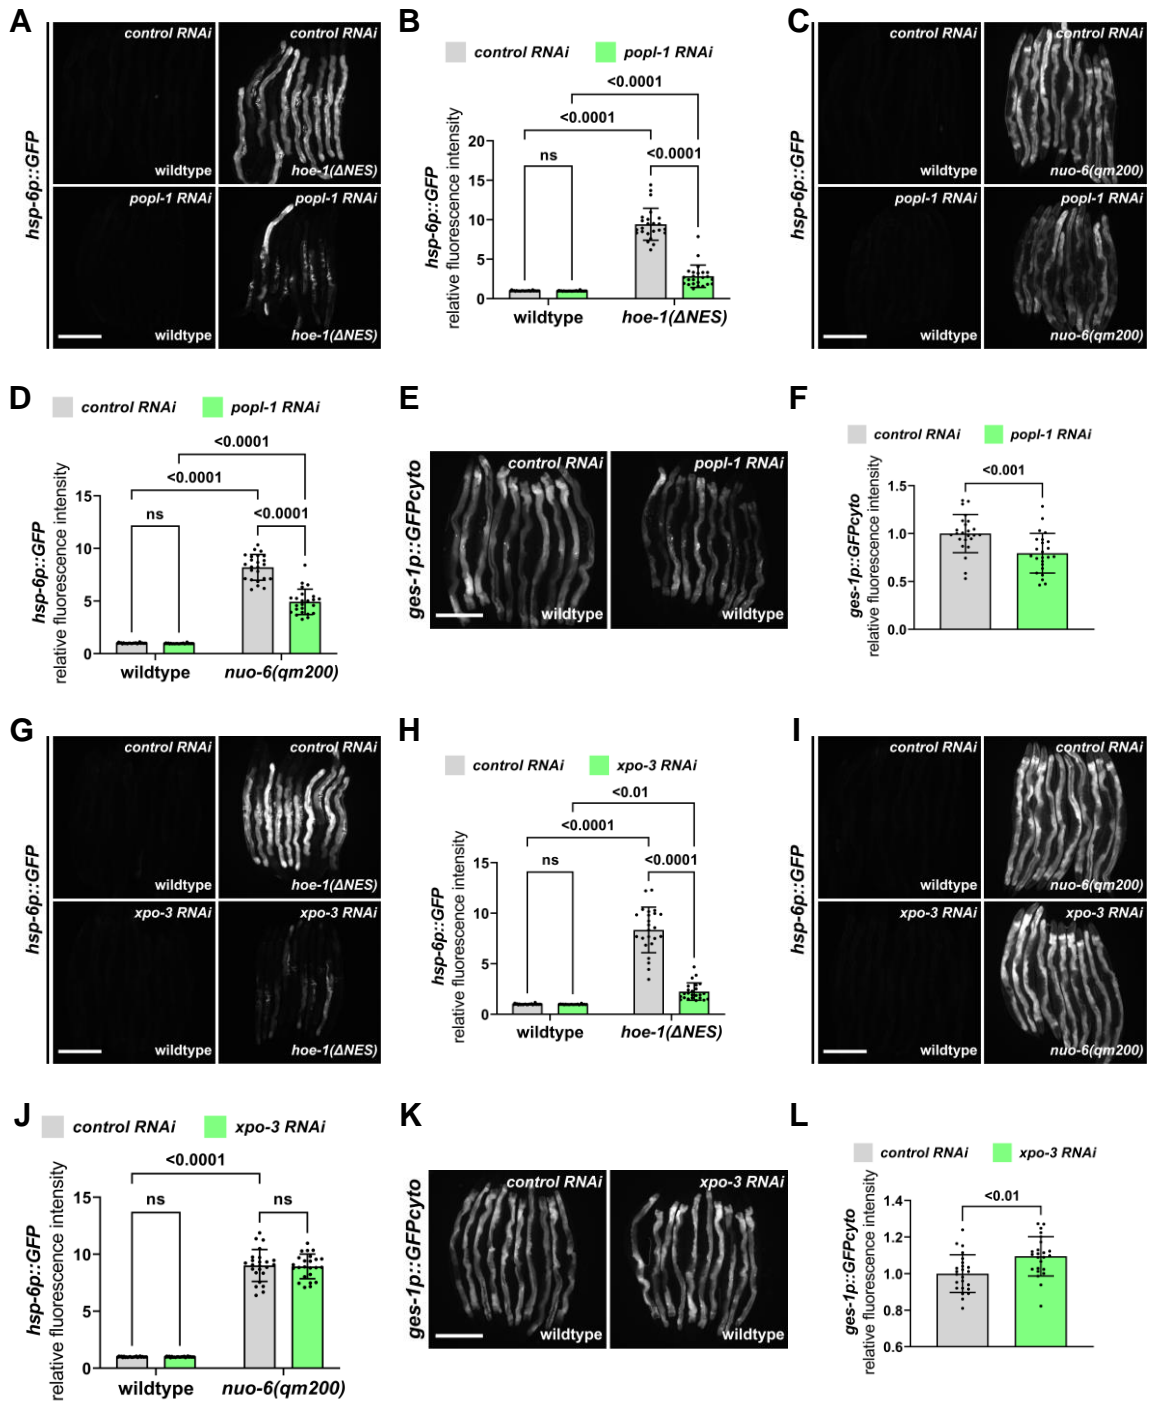 A
hsp-6p::GFP
control RNAi
wildtype
control RNAi
hoe-1(ΔNES)
popl-1 RNAi
wildtype
popl-1 RNAi
hoe-1(ΔNES)
B
control RNAi
popl-1 RNAi
<0.0001
<0.0001
ns
<0.0001
hsp-6p::GFP
relative fluorescence intensity
20
15
10
5
0
wildtype
hoe-1(ΔNES)
C
hsp-6p::GFP
control RNAi
wildtype
control RNAi
nuo-6(qm200)
popl-1 RNAi
wildtype
popl-1 RNAi
nuo-6(qm200)
D
control RNAi
popl-1 RNAi
<0.0001
<0.0001
ns
<0.0001
hsp-6p::GFP
relative fluorescence intensity
15
10
5
0
wildtype
nuo-6(qm200)
E
ges-1p::GFPcyto
control RNAi
wildtype
popl-1 RNAi
wildtype
F
control RNAi
popl-1 RNAi
<0.001
ges-1p::GFPcyto
relative fluorescence intensity
1.5
1.0
0.5
0.0
G
hsp-6p::GFP
control RNAi
wildtype
control RNAi
hoe-1(ΔNES)
xpo-3 RNAi
wildtype
xpo-3 RNAi
hoe-1(ΔNES)
H
control RNAi
xpo-3 RNAi
<0.01
<0.0001
ns
<0.0001
hsp-6p::GFP
relative fluorescence intensity
15
10
5
0
wildtype
hoe-1(ΔNES)
I
hsp-6p::GFP
control RNAi
wildtype
control RNAi
nuo-6(qm200)
xpo-3 RNAi
wildtype
xpo-3 RNAi
nuo-6(qm200)
J
control RNAi
xpo-3 RNAi
<0.0001
ns
ns
hsp-6p::GFP
relative fluorescence intensity
15
10
5
0
wildtype
nuo-6(qm200)
K
ges-1p::GFPcyto
control RNAi
wildtype
xpo-3 RNAi
wildtype
L
control RNAi
xpo-3 RNAi
<0.01
ges-1p::GFPcyto
relative fluorescence intensity
1.4
1.2
1.0
0.8
0.6